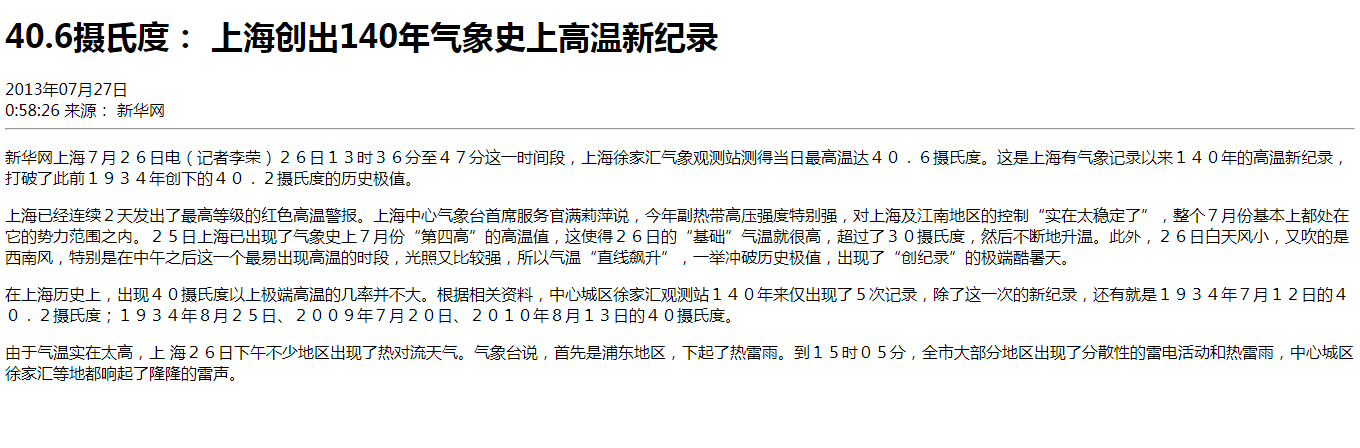 40.6摄氏度： 上海创出140年气象史上高温新纪录
2013年07月27日
0:58:26 来源： 新华网
新华网上海７月２６日电（记者李荣）２６日１３时３６分至４７分这一时间段，上海徐家汇气象观测站测得当日最高温达４０．６摄氏度。这是上海有气象记录以来１４０年的高温新纪录，
打破了此前１９３４年创下的４０．２摄氏度的历史极值。
上海已经连续２天发出了最高等级的红色高温警报。上海中心气象台首席服务官满莉萍说，今年副热带高压强度特别强，对上海及江南地区的控制“实在太稳定了”，整个７月份基本上都处在
它的势力范围之内。２５日上海已出现了气象史上７月份“第四高”的高温值，这使得２６日的“基础”气温就很高，超过了３０摄氏度，然后不断地升温。此外，２６日白天风小，又吹的是
西南风，特别是在中午之后这一个最易出现高温的时段，光照又比较强，所以气温“直线飙升”，一举冲破历史极值，出现了“创纪录”的极端酷暑天。
在上海历史上，出现４０摄氏度以上极端高温的几率并不大。根据相关资料，中心城区徐家汇观测站１４０年来仅出现了５次记录，除了这一次的新纪录，还有就是１９３４年７月１２日的４
０．２摄氏度；１９３４年８月２５日、２００９年７月２０日、２０１０年８月１３日的４０摄氏度。
由于气温实在太高，上 海２６日下午不少地区出现了热对流天气。气象台说，首先是浦东地区，下起了热雷雨。到１５时０５分，全市大部分地区出现了分散性的雷电活动和热雷雨，中心城区
徐家汇等地都响起了隆隆的雷声。